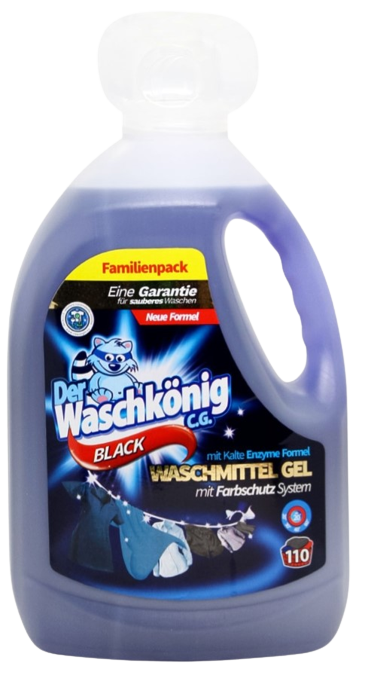 Familienpack
Eine Garantie
für sauberes Waschen
Neue Formel
Der
Waschkönig
C.G.
BLACK
mit Kalte Enzyme Formel
WASCHMITTEL GEL
mit Farbschutz System
110